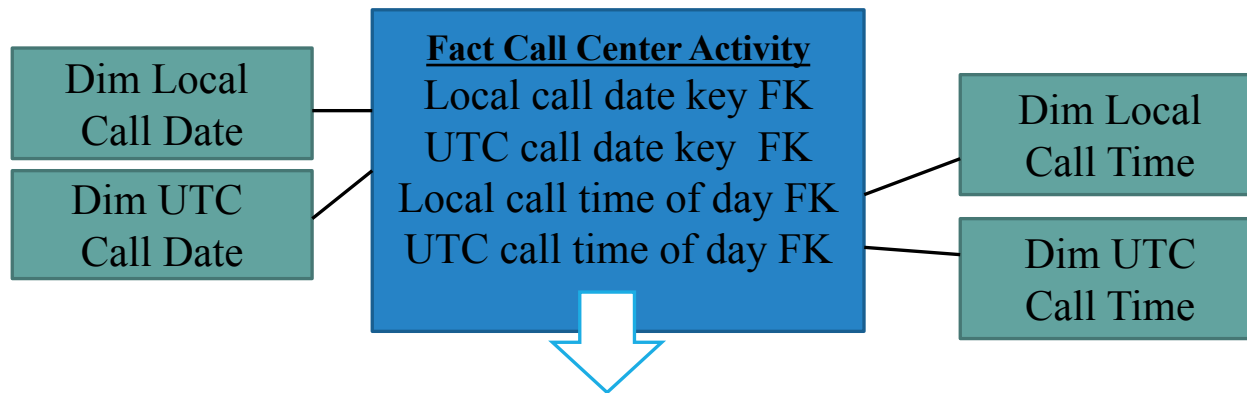 Dim Local
Call Date
Dim UTC
Call Date
Fact Call Center Activity
Local call date key FK
UTC call date key  FK
Local call time of day FK
UTC call time of day FK
Dim Local
Call Time
Dim UTC
Call Time